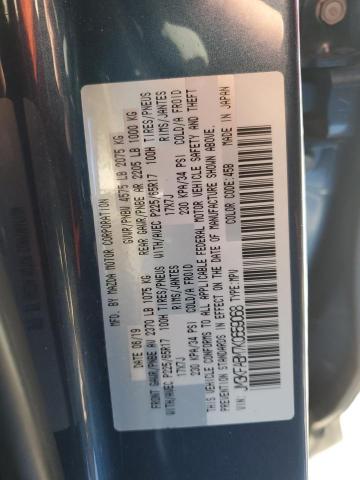 MFD. BY MAZDA MOTOR CORPORATION
DATE 06/19 GVWR/PNBV 4575 LB 2075 KG
FRONT GAWR/PNBE AV 2370 LB 1075 KG REAR GAWR/PNBE AR 2205 LB 1000 KG
WITH/AVEC P225/65R17 100H TIRES/PNEUS WITH/AVEC P225/65R17 100H TIRES/PNEUS
17X7J RIMS/JANTES 17X7J RIMS/JANTES
230 KPA/34 PSI COLD/A FROID 230 KPA/34 PSI COLD/A FROID
THIS VEHICLE CONFORMS TO ALL APPLICABLE FEDERAL MOTOR VEHICLE SAFETY AND THEFT
PREVENTION STANDARDS IN EFFECT ON THE DATE OF MANUFACTURE SHOWN ABOVE.
TYPE:MPV COLOR CODE:45B MADE IN JAPAN